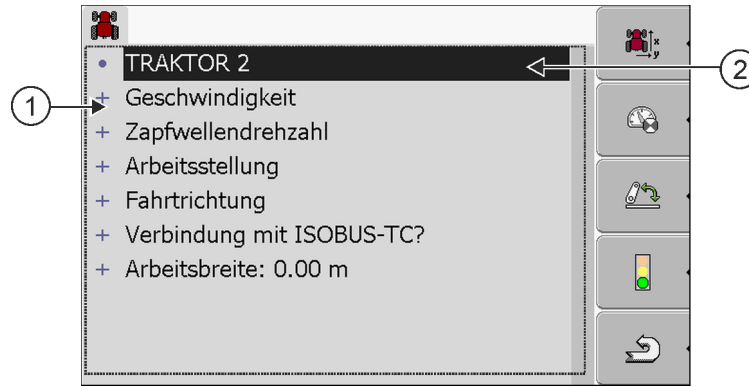 x
y
TRAKTOR 2
2
Geschwindigkeit
1
Zapfwellendrehzahl
Arbeitsstellung
Fahrtrichtung
Verbindung mit ISOBUS-TC?
Arbeitsbreite: 0.00 m